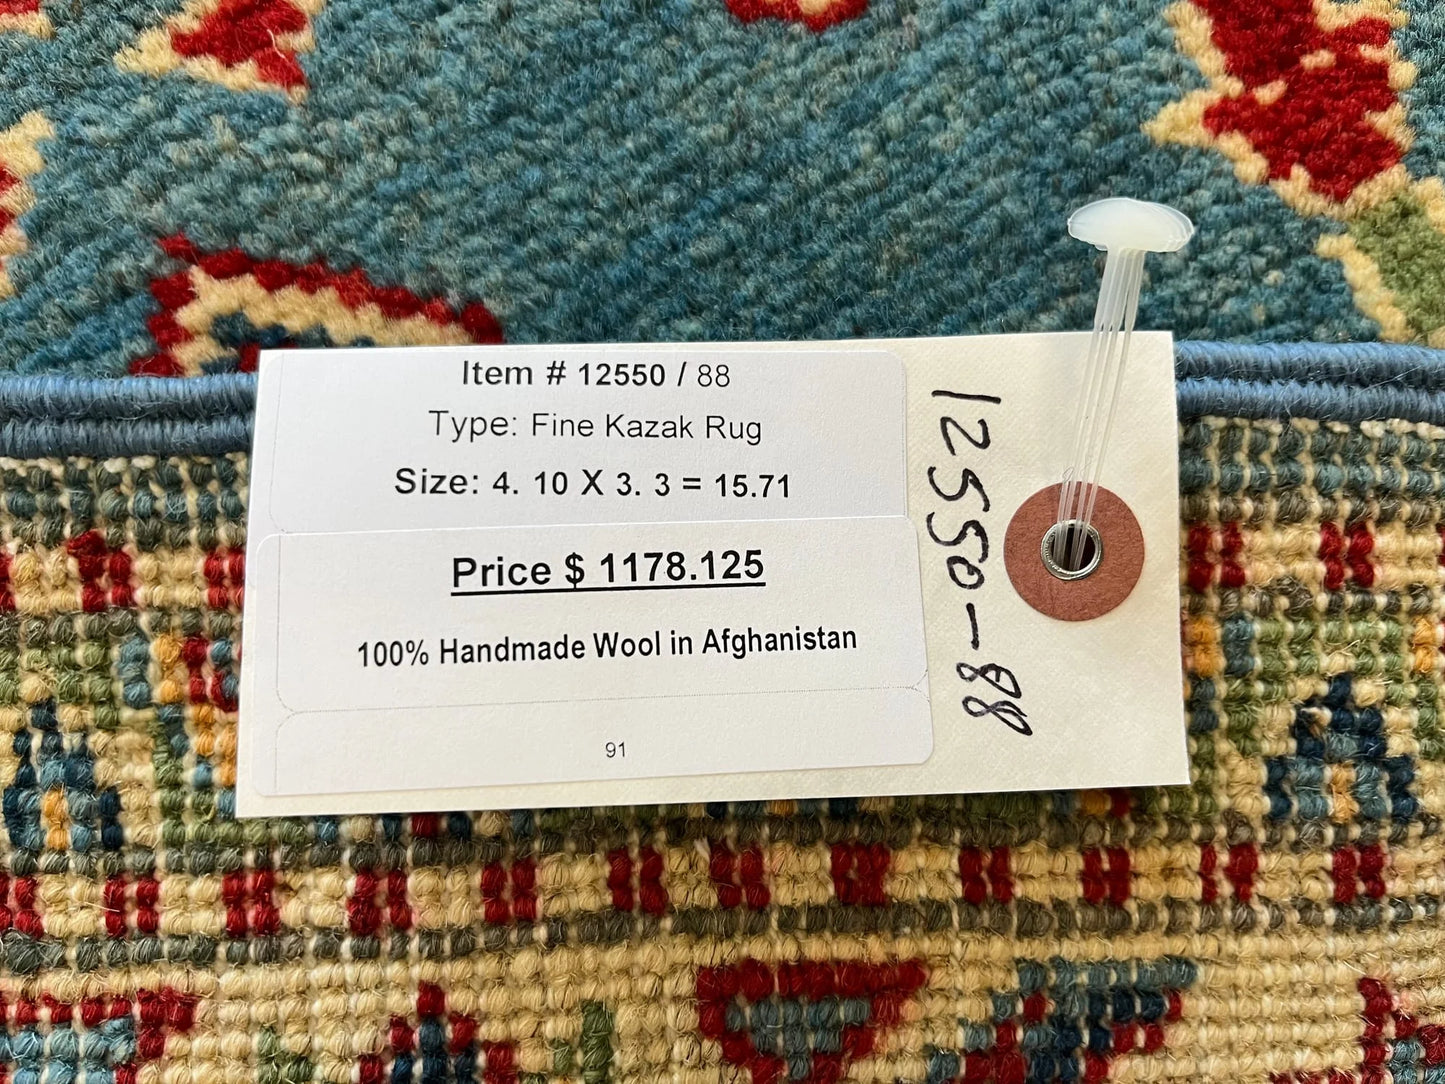 Item # 12550 / 88
Type: Fine Kazak Rug
Size: 4. 10 X 3. 3 = 15.71
Price $ 1178.125
100% Handmade Wool in Afghanistan
91
12550-88